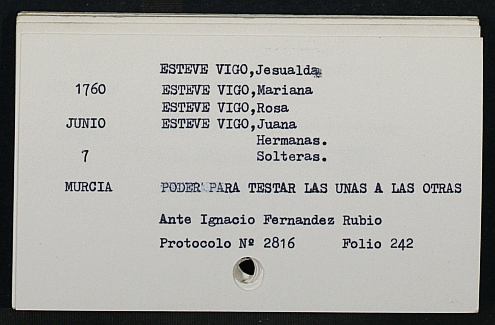 ESTEVE VIGO,Jesualda
1760 ESTEVE VIGO,Mariana
ESTEVE VIGO,Rosa
JUNIO ESTEVE VIGO,Juana
Hermanas.
7 Solteras.
MURCIA PODER PARA TESTAR LAS UNAS A LAS OTRAS
Ante Ignacio Fernandez Rubio
Protocolo Nº 2816 Folio 242